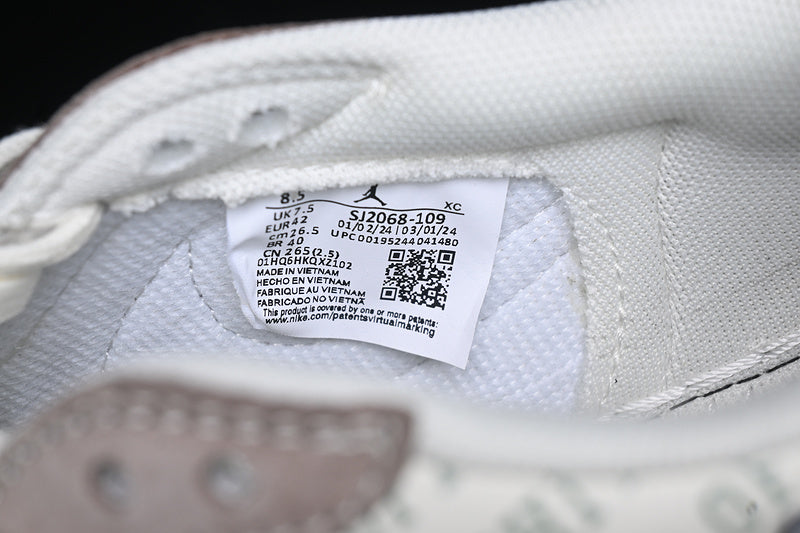 8.5
XC
UK 7.5
SJ2068-109
EUR 42
01/02/24 | 03/01/24
cm 26.5
UPC 00195244041480
BR 40
CN 265(2.5)
01HQ6HKQXZ102
MADE IN VIETNAM
HECHO EN VIETNAM
FABRIQUE AU VIETNAM
FABRICADO NO VIETNÃ
This product is covered by one or more patents:
www.nike.com/patentsvirtualmarking